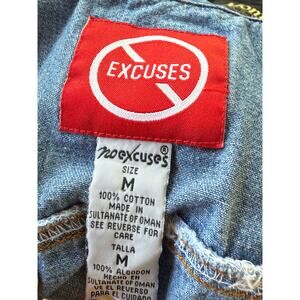 EXCUSES
noexcuses®
SIZE
M
100% COTTON
MADE IN
SULTANATE OF OMAN
SEE REVERSE FOR
CARE
TALLA
M
100% ALGODON
HECHO EN
SULTANATE OF OMAN
VE EL REVERSO
PARA EL CUIDADO